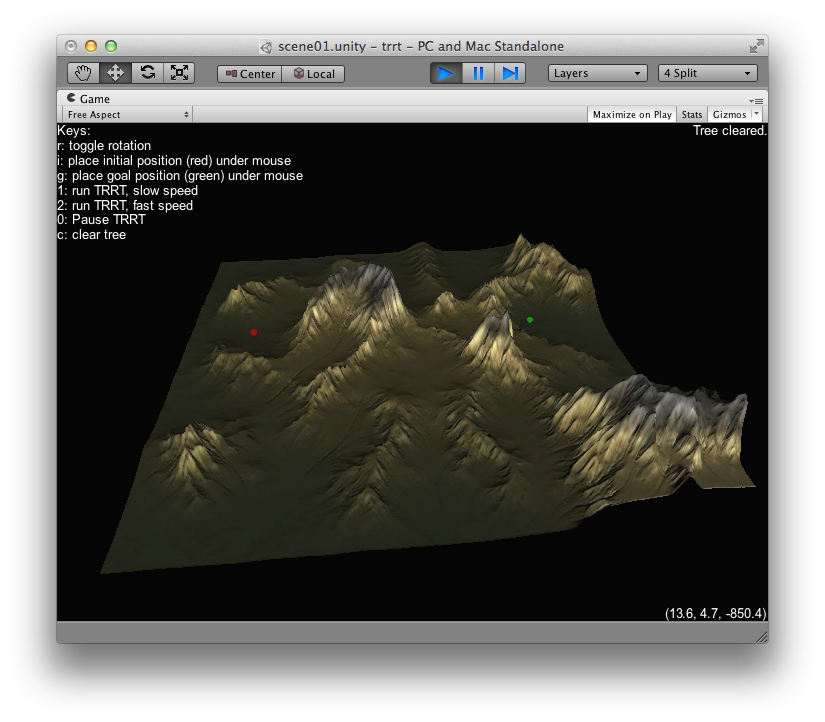 scene01.unity – trrt – PC and Mac Standalone
Center Local Layers 4 Split
Game
Free Aspect Maximize on Play Stats Gizmos
Keys: Tree cleared.
r: toggle rotation
i: place initial position (red) under mouse
g: place goal position (green) under mouse
1: run TRRT, slow speed
2: run TRRT, fast speed
0: Pause TRRT
c: clear tree
(13.6, 4.7, -850.4)